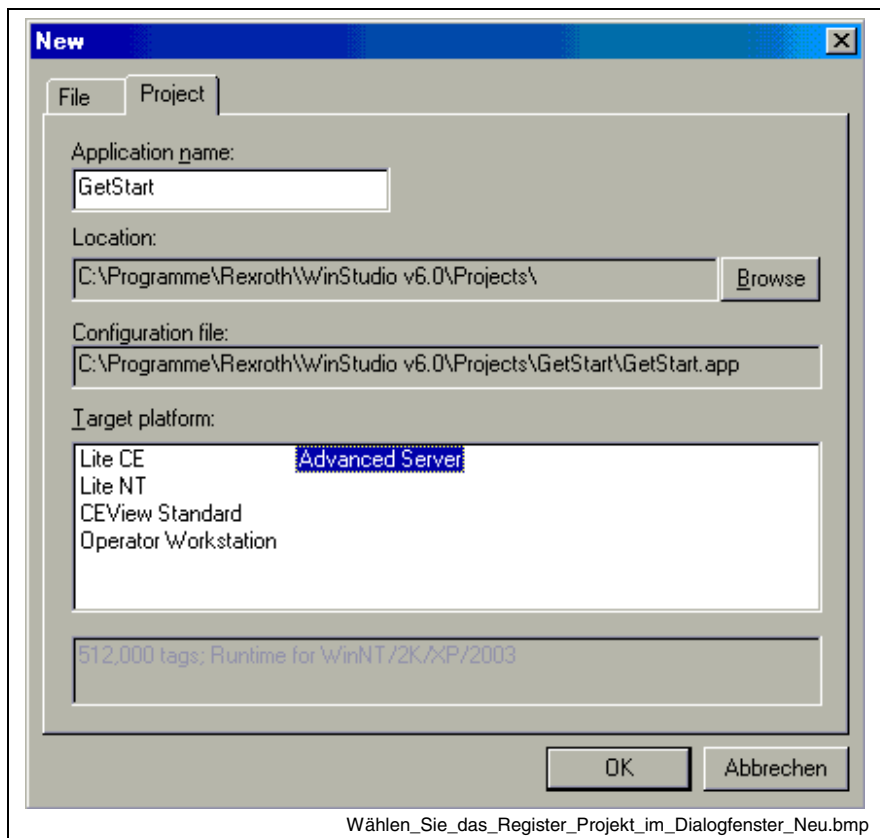 New
File Project
Application name:
GetStart
Location:
C:\Programme\Rexroth\WinStudio v6.0\Projects\
Browse
Configuration file:
C:\Programme\Rexroth\WinStudio v6.0\Projects\GetStart\GetStart.app
Target platform:
Lite CE Advanced Server
Lite NT
CEView Standard
Operator Workstation
512,000 tags; Runtime for WinNT/2K/XP/2003
OK Abbrechen
Wählen_Sie_das_Register_Projekt_im_Dialogfenster_Neu.bmp